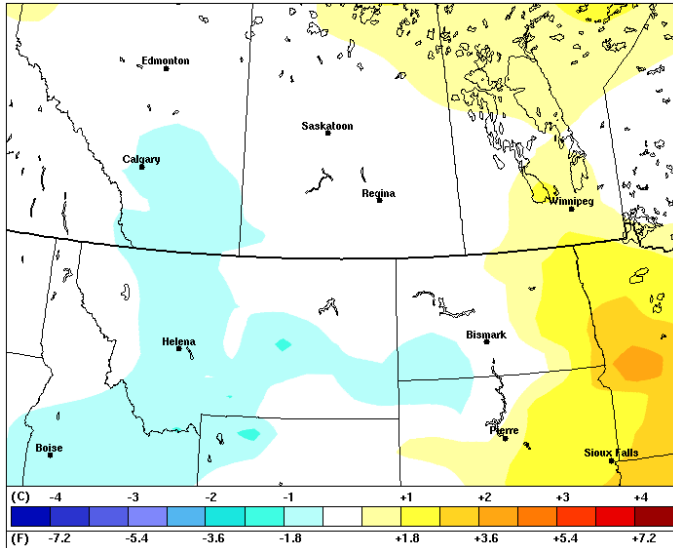 Edmonton
Saskatoon
Calgary
Regina
Winnipeg
Bismark
Helena
Pierre
Boise
Sioux Falls
(C) -4 -3 -2 -1 +1 +2 +3 +4
(F) -7.2 -5.4 -3.6 -1.8 +1.8 +3.6 +5.4 +7.2